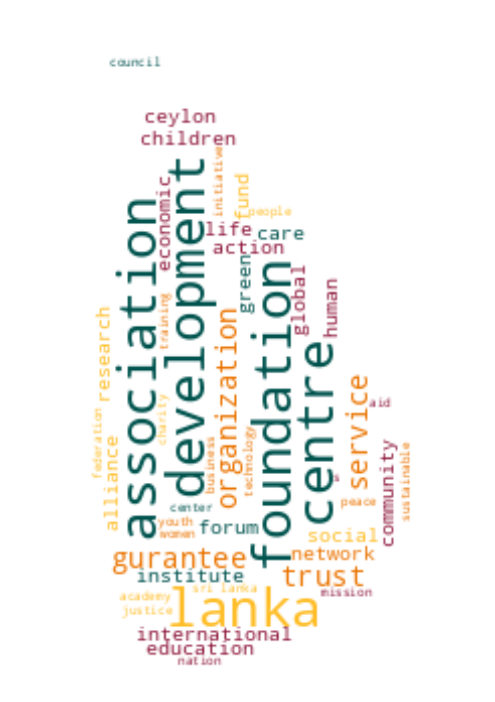 council
ceylon
children
initiative
development
economic
fund
people
association
life
care
action
green
foundation
global
human
training
research
organization
centre
service
aid
charity
federation
alliance
business
technology
community
sustainable
s
peace
center
youth
women
forum
social
gurantee
network
institute
trust
sri lanka
mission
academy
justice
lanka
international
education
nation